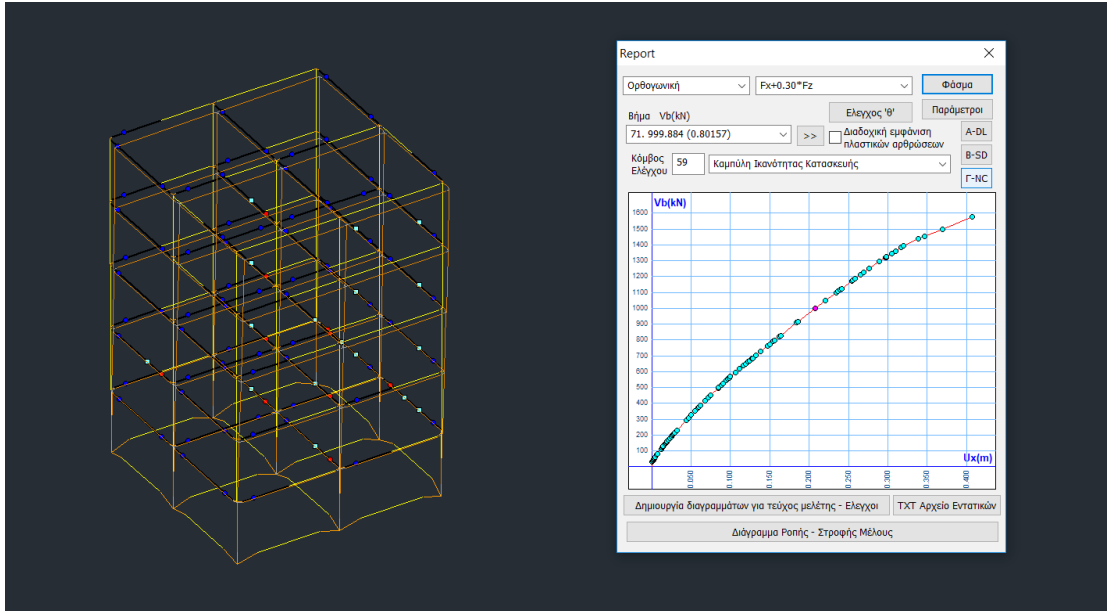 Report
Ορθογωνική Fx+0.30*Fz Φάσμα
Βήμα Vb(kN) Ελεγχος 'θ' Παράμετροι
71. 999.884 (0.80157) >> Διαδοχική εμφάνιση A-DL
πλαστικών αρθρώσεων
B-SD
Κόμβος
Ελέγχου 59 Καμπύλη Ικανότητας Κατασκευής
Γ-NC
Vb(kN)
1600
1500
1400
1300
1200
1100
1000
900
800
700
600
500
400
300
200
100
Ux(m)
0.050 0.100 0.150 0.200 0.250 0.300 0.350 0.400
Δημιουργία διαγραμμάτων για τεύχος μελέτης - Ελεγχοι TXT Αρχείο Εντατικών
Διάγραμμα Ροπής - Στροφής Μέλους